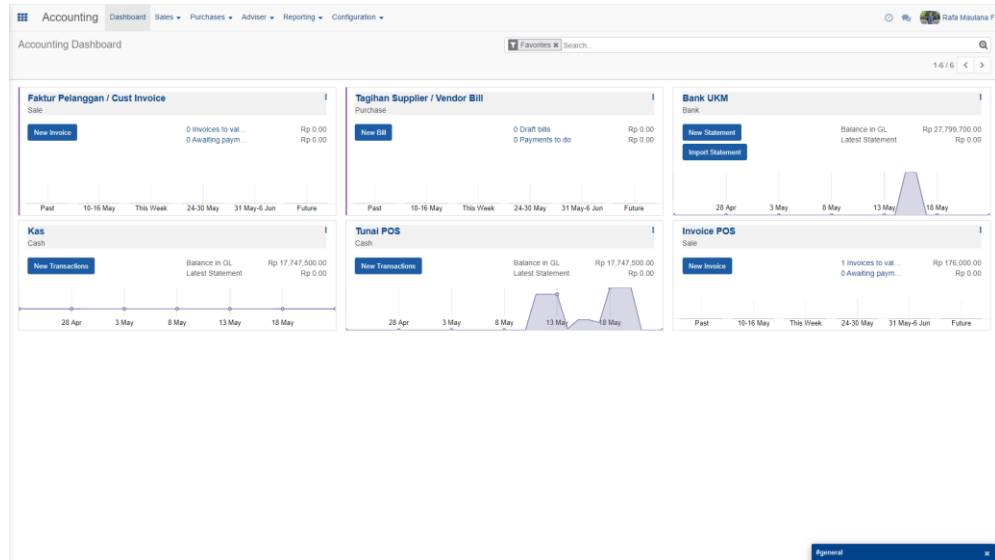 Accounting Dashboard Sales Purchases Adviser Reporting Configuration Rafa Maulana F
Accounting Dashboard Favorites x Search...
1-6 / 6
Faktur Pelanggan / Cust Invoice
Sale
New Invoice 0 Invoices to val... Rp 0.00
0 Awaiting paym... Rp 0.00
Past 10-16 May This Week 24-30 May 31 May-6 Jun Future
Tagihan Supplier / Vendor Bill
Purchase
New Bill 0 Draft bills Rp 0.00
0 Payments to do Rp 0.00
Past 10-16 May This Week 24-30 May 31 May-6 Jun Future
Bank UKM
Bank
New Statement Balance in GL Rp 27,799,700.00
Import Statement Latest Statement Rp 0.00
28 Apr 3 May 8 May 13 May 18 May
Kas
Cash
New Transactions Balance in GL Rp 17,747,500.00
Latest Statement Rp 0.00
28 Apr 3 May 8 May 13 May 18 May
Tunai POS
Cash
New Transactions Balance in GL Rp 17,747,500.00
Latest Statement Rp 0.00
28 Apr 3 May 8 May 13 May 18 May
Invoice POS
Sale
New Invoice 1 Invoices to val... Rp 176,000.00
0 Awaiting paym... Rp 0.00
Past 10-16 May This Week 24-30 May 31 May-6 Jun Future
#general x